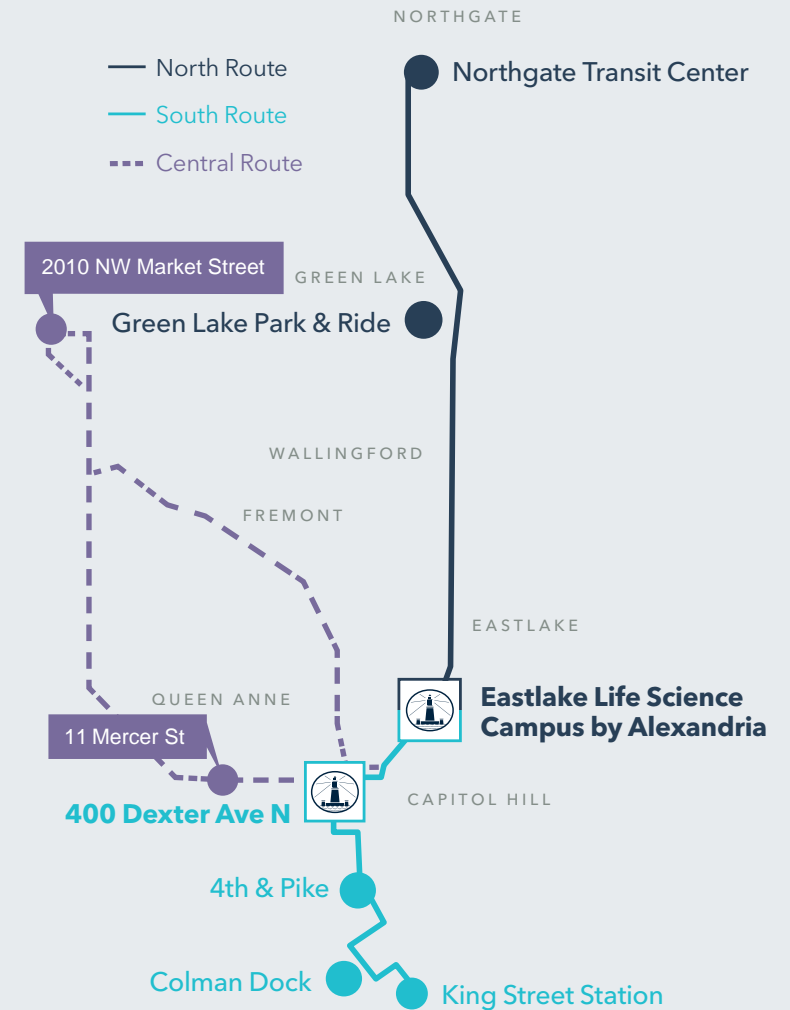 NORTHGATE
North Route
Northgate Transit Center
South Route
Central Route
2010 NW Market Street
GREEN LAKE
Green Lake Park & Ride
WALLINGFORD
FREMONT
EASTLAKE
QUEEN ANNE
Eastlake Life Science
Campus by Alexandria
11 Mercer St
CAPITOL HILL
400 Dexter Ave N
4th & Pike
Colman Dock
King Street Station